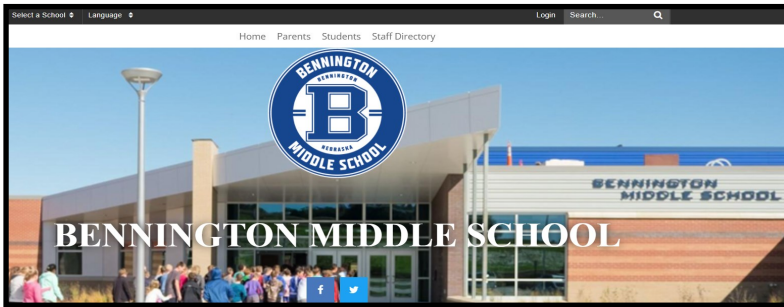 Select a School Language Login Search...
Home Parents Students Staff Directory
BENNINGTON
BENNINGTON
B
NEBRASKA
MIDDLE SCHOOL
BENNINGTON
MIDDLE SCHOOL
BENNINGTON MIDDLE SCHOOL
f